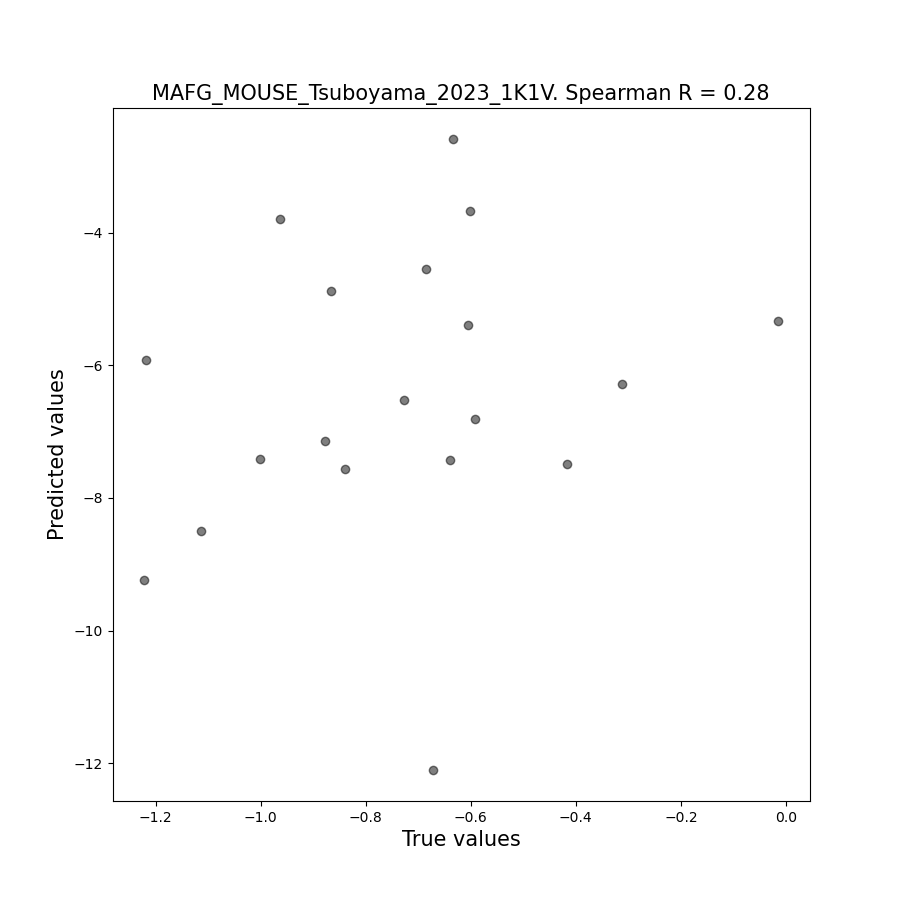 MAFG_MOUSE_Tsuboyama_2023_1K1V. Spearman R = 0.28
Predicted values
−4
−6
−8
−10
−12
−1.2 −1.0 −0.8 −0.6 −0.4 −0.2 0.0
True values